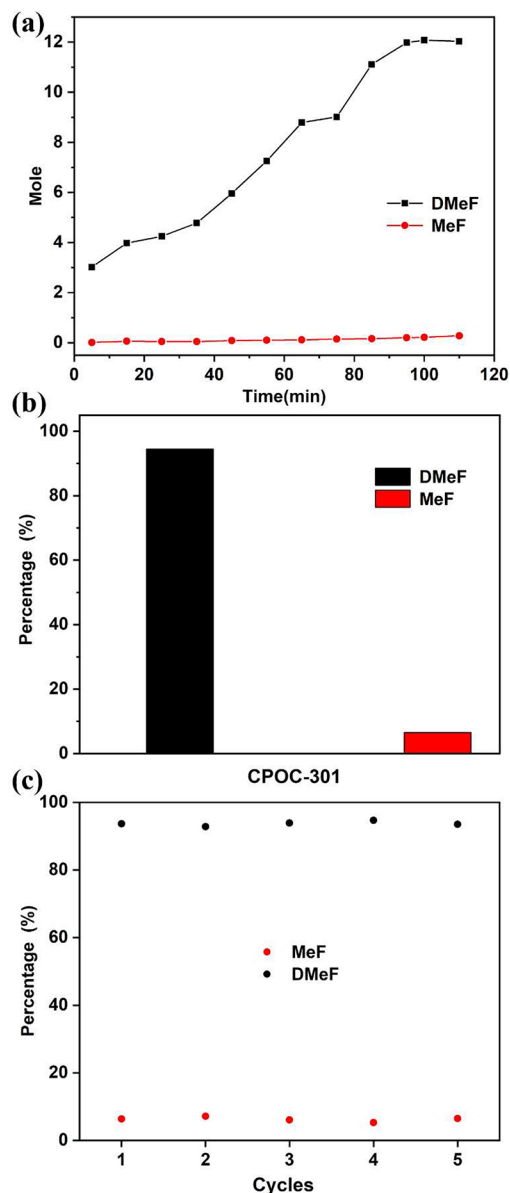 (a)
12
10
8
6
4
2
0
Mole
DMeF
MeF
0 20 40 60 80 100 120
Time(min)
(b)
100
80
60
40
20
0
Percentage (%)
DMeF
MeF
CPOC-301
(c)
100
80
60
40
20
0
Percentage (%)
MeF
DMeF
1 2 3 4 5
Cycles